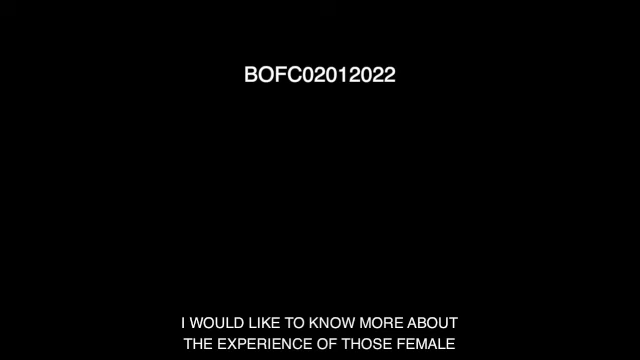 BOFC02012022
I WOULD LIKE TO KNOW MORE ABOUT
THE EXPERIENCE OF THOSE FEMALE